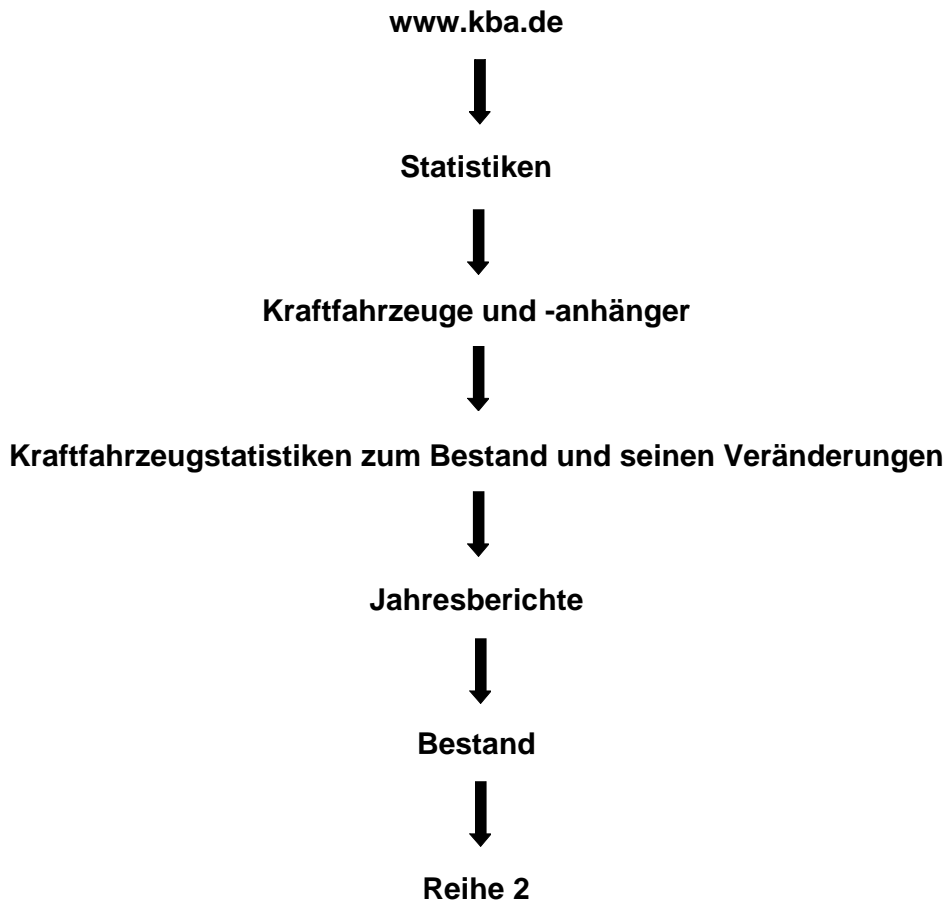 www.kba.de
Statistiken
Kraftfahrzeuge und -anhänger
Kraftfahrzeugstatistiken zum Bestand und seinen Veränderungen
Jahresberichte
Bestand
Reihe 2